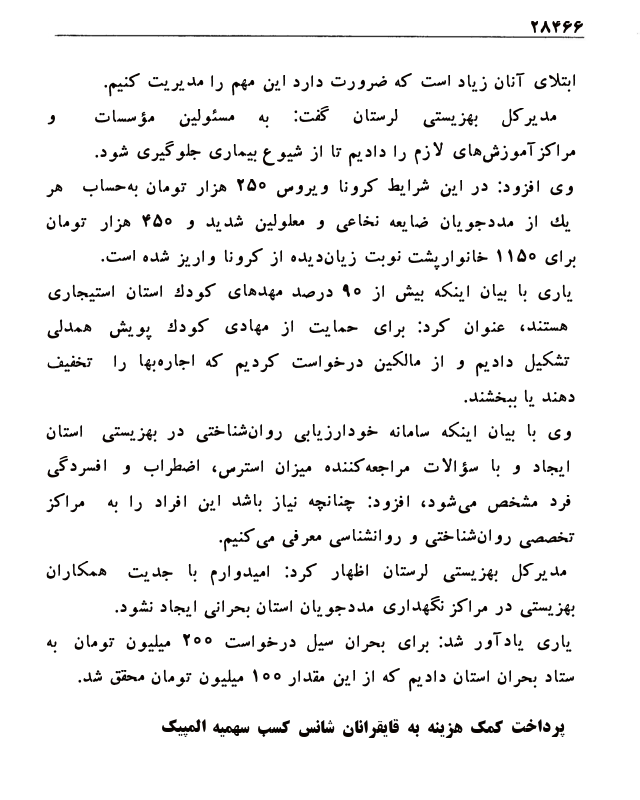 ۲۸۴۶۶
ابتلای آنان زیاد است که ضرورت دارد این مهم را مدیریت کنیم.
مدیرکل بهزیستی لرستان گفت: به مسئولین مؤسسات و
مراکزآموزش‌های لازم را دادیم تا از شیوع بیماری جلوگیری شود.
وی افزود: در این شرایط کرونا ویروس ۲۵۰ هزار تومان به‌حساب هر
یك از مددجویان ضایعه نخاعی و معلولین شدید و ۴۵۰ هزار تومان
برای ۱۱۵۰ خانوارپشت نوبت زیان‌دیده از کرونا واریز شده است.
یاری با بیان اینکه بیش از ۹۰ درصد مهدهای کودك استان استیجاری
هستند، عنوان کرد: برای حمایت از مهادی کودك پویش همدلی
تشکیل دادیم و از مالکین درخواست کردیم که اجاره‌بها را تخفیف
دهند یا ببخشند.
وی با بیان اینکه سامانه خودارزیابی روان‌شناختی در بهزیستی استان
ایجاد و با سؤالات مراجعه‌کننده میزان استرس، اضطراب و افسردگی
فرد مشخص می‌شود، افزود: چنانچه نیاز باشد این افراد را به مراکز
تخصصی روان‌شناختی و روانشناسی معرفی می‌کنیم.
مدیرکل بهزیستی لرستان اظهار کرد: امیدوارم با جدیت همکاران
بهزیستی در مراکز نگهداری مددجویان استان بحرانی ایجاد نشود.
یاری یادآور شد: برای بحران سیل درخواست ۲۰۰ میلیون تومان به
ستاد بحران استان دادیم که از این مقدار ۱۰۰ میلیون تومان محقق شد.
پرداخت کمک هزینه به قایقرانان شانس کسب سهمیه المپیک